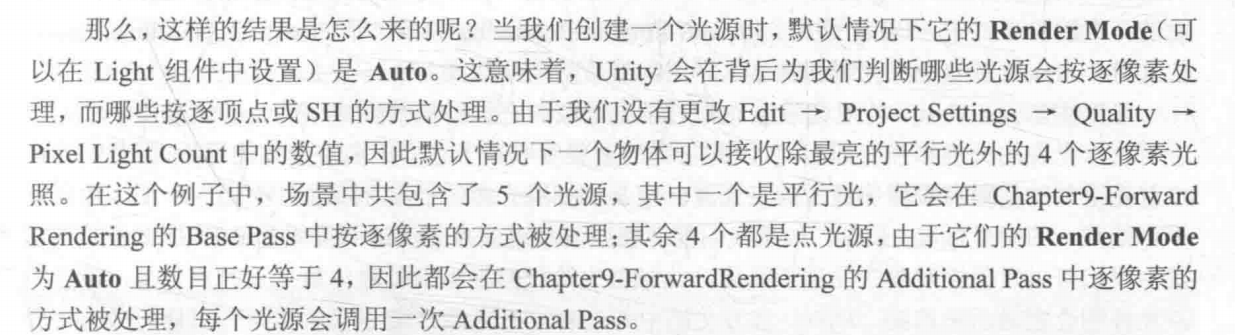 那么，这样的结果是怎么来的呢？当我们创建一个光源时，默认情况下它的 Render Mode（可
以在 Light 组件中设置）是 Auto。这意味着，Unity 会在背后为我们判断哪些光源会按逐像素处
理，而哪些按逐顶点或 SH 的方式处理。由于我们没有更改 Edit → Project Settings → Quality →
Pixel Light Count 中的数值，因此默认情况下一个物体可以接收除最亮的平行光外的 4 个逐像素光
照。在这个例子中，场景中共包含了 5 个光源，其中一个是平行光，它会在 Chapter9-Forward
Rendering 的 Base Pass 中按逐像素的方式被处理；其余 4 个都是点光源，由于它们的 Render Mode
为 Auto 且数目正好等于 4，因此都会在 Chapter9-ForwardRendering 的 Additional Pass 中逐像素的
方式被处理，每个光源会调用一次 Additional Pass。